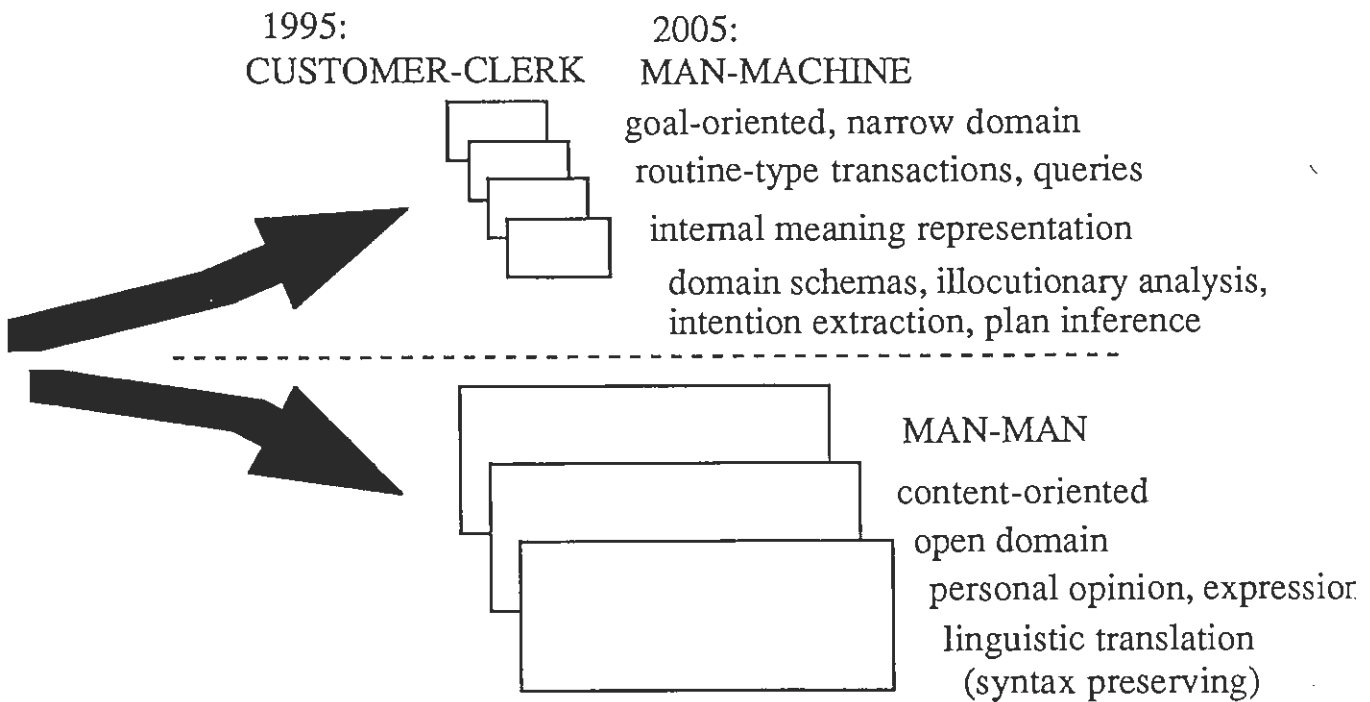 1995:
2005:
CUSTOMER-CLERK
MAN-MACHINE
goal-oriented, narrow domain
routine-type transactions, queries
internal meaning representation
domain schemas, illocutionary analysis,
intention extraction, plan inference
MAN-MAN
content-oriented
open domain
personal opinion, expression
linguistic translation
(syntax preserving)